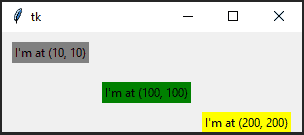 tk
I'm at (10, 10)
I'm at (100, 100)
I'm at (200, 200)